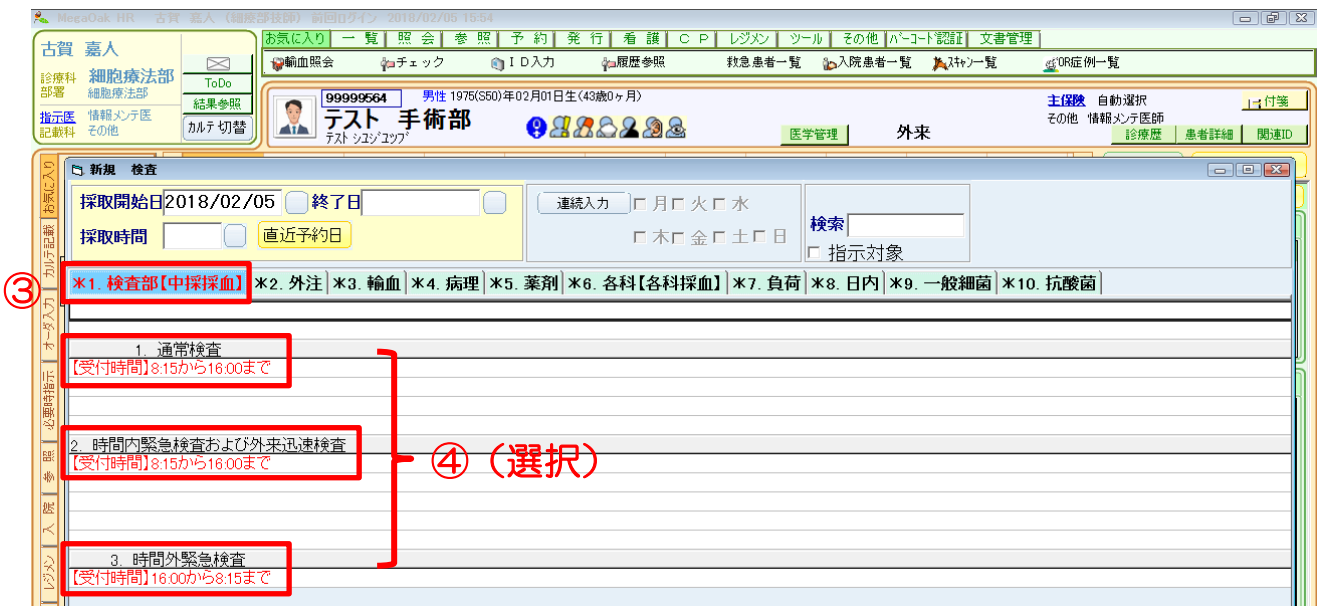 MegaOak HR 古賀 嘉人 (細胞療法部技師) 前回ログイン 2018/02/05 15:54
お気に入り 一 覧 照 会 参 照 予 約 発 行 看 護 C P レジメン ツール その他 バーコード認証 文書管理
輸血照会 チェック ID入力 履歴参照 救急患者一覧 入院患者一覧 スキャン一覧 OR症例一覧
古賀 嘉人
診療科 細胞療法部
部署 細胞療法部
指示医 情報メンテ医
記載科 その他
ToDo
結果参照
カルテ切替
99999564 男性 1975(S50)年02月01日生(43歳0ヶ月)
テスト 手術部
テスト シユジユツブ
医学管理 外来
主保険 自動選択
その他 情報メンテ医師
付箋
診療歴 患者詳細 関連ID
お気に入り
カルテ記載
オーダ入力
必要時指示
参 照
入 院
レジメン
新規 検査
採取開始日 2018/02/05 終了日
採取時間 直近予約日
連続入力 月 火 水
木 金 土 日
検索
指示対象
③
*1. 検査部【中採採血】 *2. 外注 *3. 輸血 *4. 病理 *5. 薬剤 *6. 各科【各科採血】 *7. 負荷 *8. 日内 *9. 一般細菌 *10. 抗酸菌
1. 通常検査
【受付時間】8:15から16:00まで
2. 時間内緊急検査および外来迅速検査
【受付時間】8:15から16:00まで
④(選択)
3. 時間外緊急検査
【受付時間】16:00から8:15まで